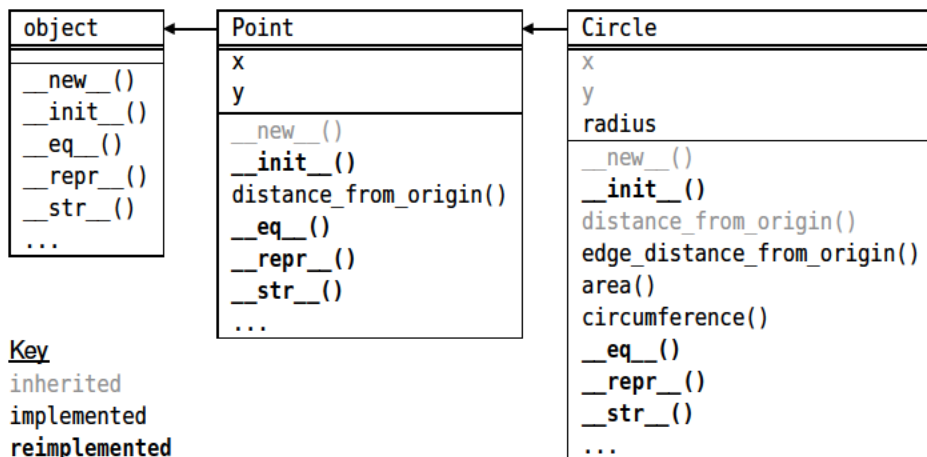 object
__new__()
__init__()
__eq__()
__repr__()
__str__()
...
Point
x
y
__new__()
__init__()
distance_from_origin()
__eq__()
__repr__()
__str__()
...
Circle
x
y
radius
__new__()
__init__()
distance_from_origin()
edge_distance_from_origin()
area()
circumference()
__eq__()
__repr__()
__str__()
...
Key
inherited
implemented
reimplemented